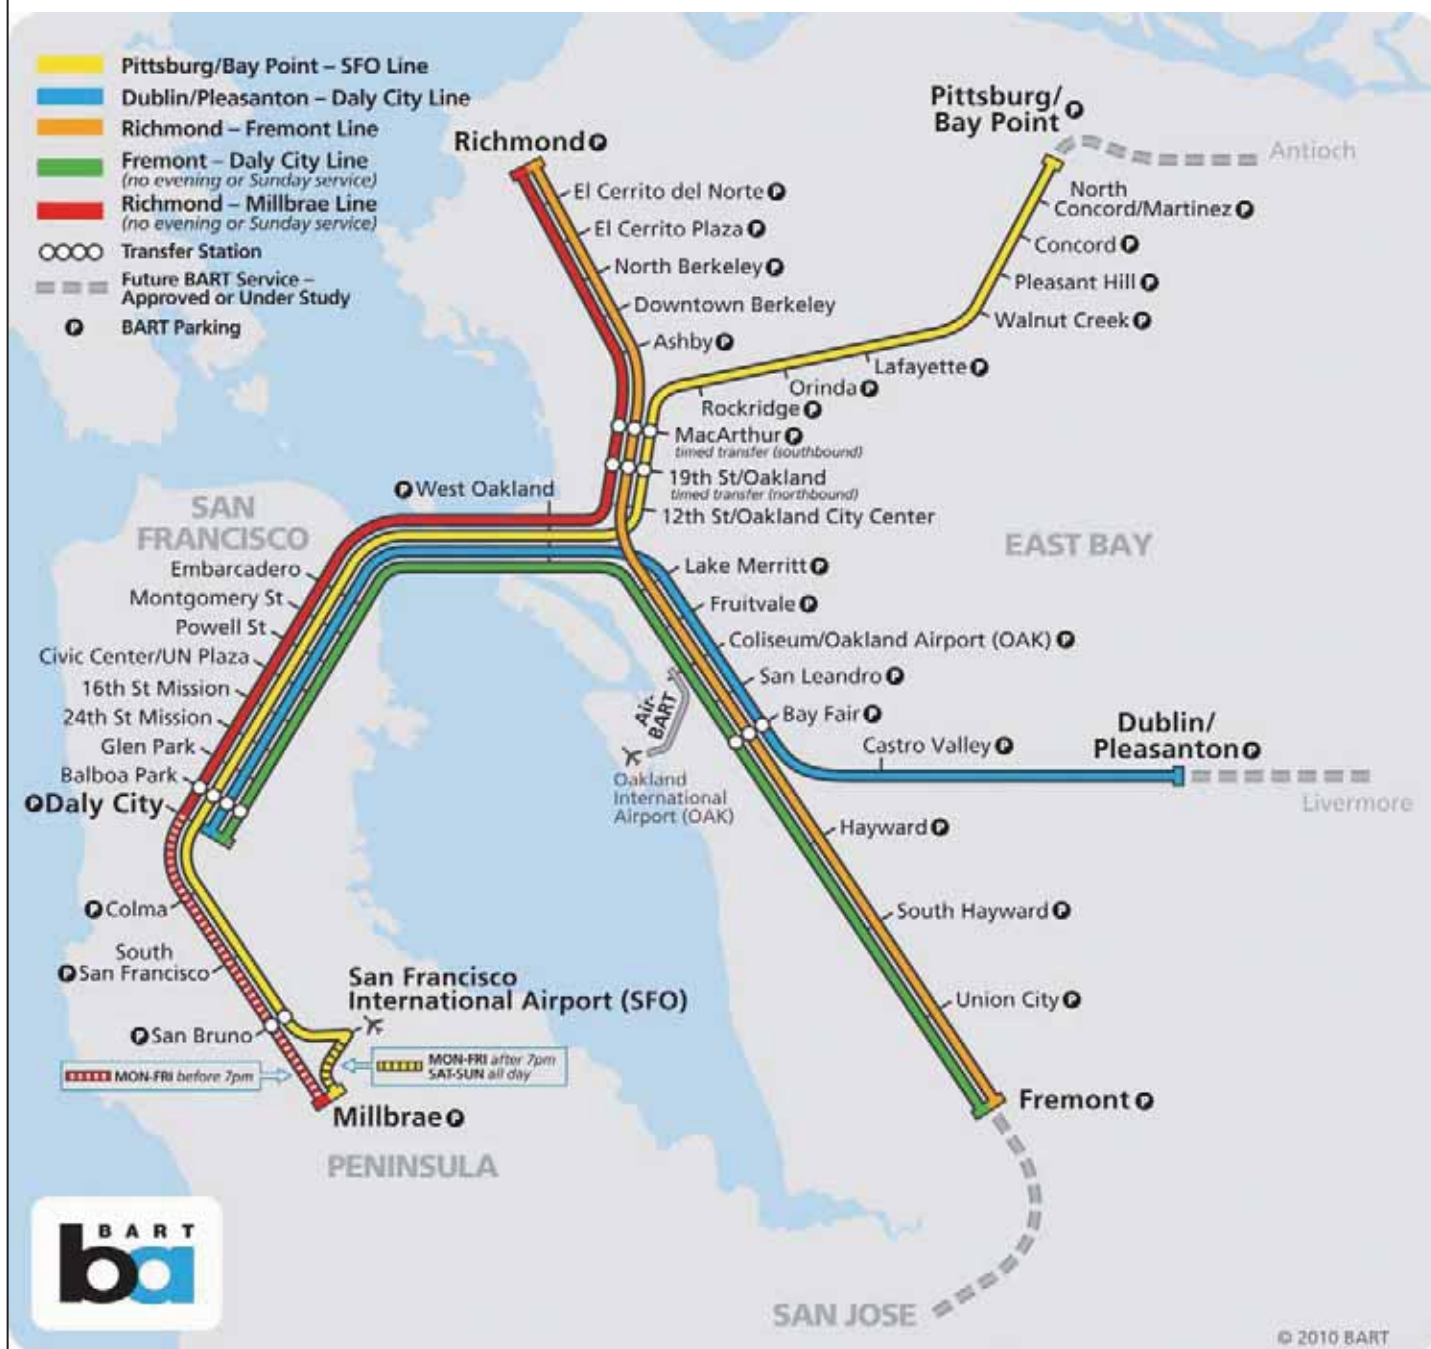 Pittsburg/Bay Point – SFO Line
Dublin/Pleasanton – Daly City Line
Richmond – Fremont Line
Fremont – Daly City Line
(no evening or Sunday service)
Richmond – Millbrae Line
(no evening or Sunday service)
Transfer Station
Future BART Service –
Approved or Under Study
P BART Parking
Richmond P
El Cerrito del Norte P
El Cerrito Plaza P
North Berkeley P
Downtown Berkeley
Ashby P
Pittsburg/
Bay Point P
Antioch
North
Concord/Martinez P
Concord P
Pleasant Hill P
Walnut Creek P
Lafayette P
Orinda P
Rockridge P
MacArthur P
timed transfer (southbound)
19th St/Oakland
timed transfer (northbound)
12th St/Oakland City Center
P West Oakland
SAN
FRANCISCO
EAST BAY
Embarcadero
Montgomery St
Powell St
Civic Center/UN Plaza
16th St Mission
24th St Mission
Glen Park
Balboa Park
P Daly City
Lake Merritt P
Fruitvale P
Coliseum/Oakland Airport (OAK) P
San Leandro P
Bay Fair P
Castro Valley P
Dublin/
Pleasanton P
Livermore
Air-
BART
Oakland
International
Airport (OAK)
Hayward P
South Hayward P
Union City P
Fremont P
P Colma
South
P San Francisco
San Francisco
International Airport (SFO)
P San Bruno
MON-FRI before 7pm
MON-FRI after 7pm
SAT-SUN all day
Millbrae P
PENINSULA
BART
ba
SAN JOSE
© 2010 BART